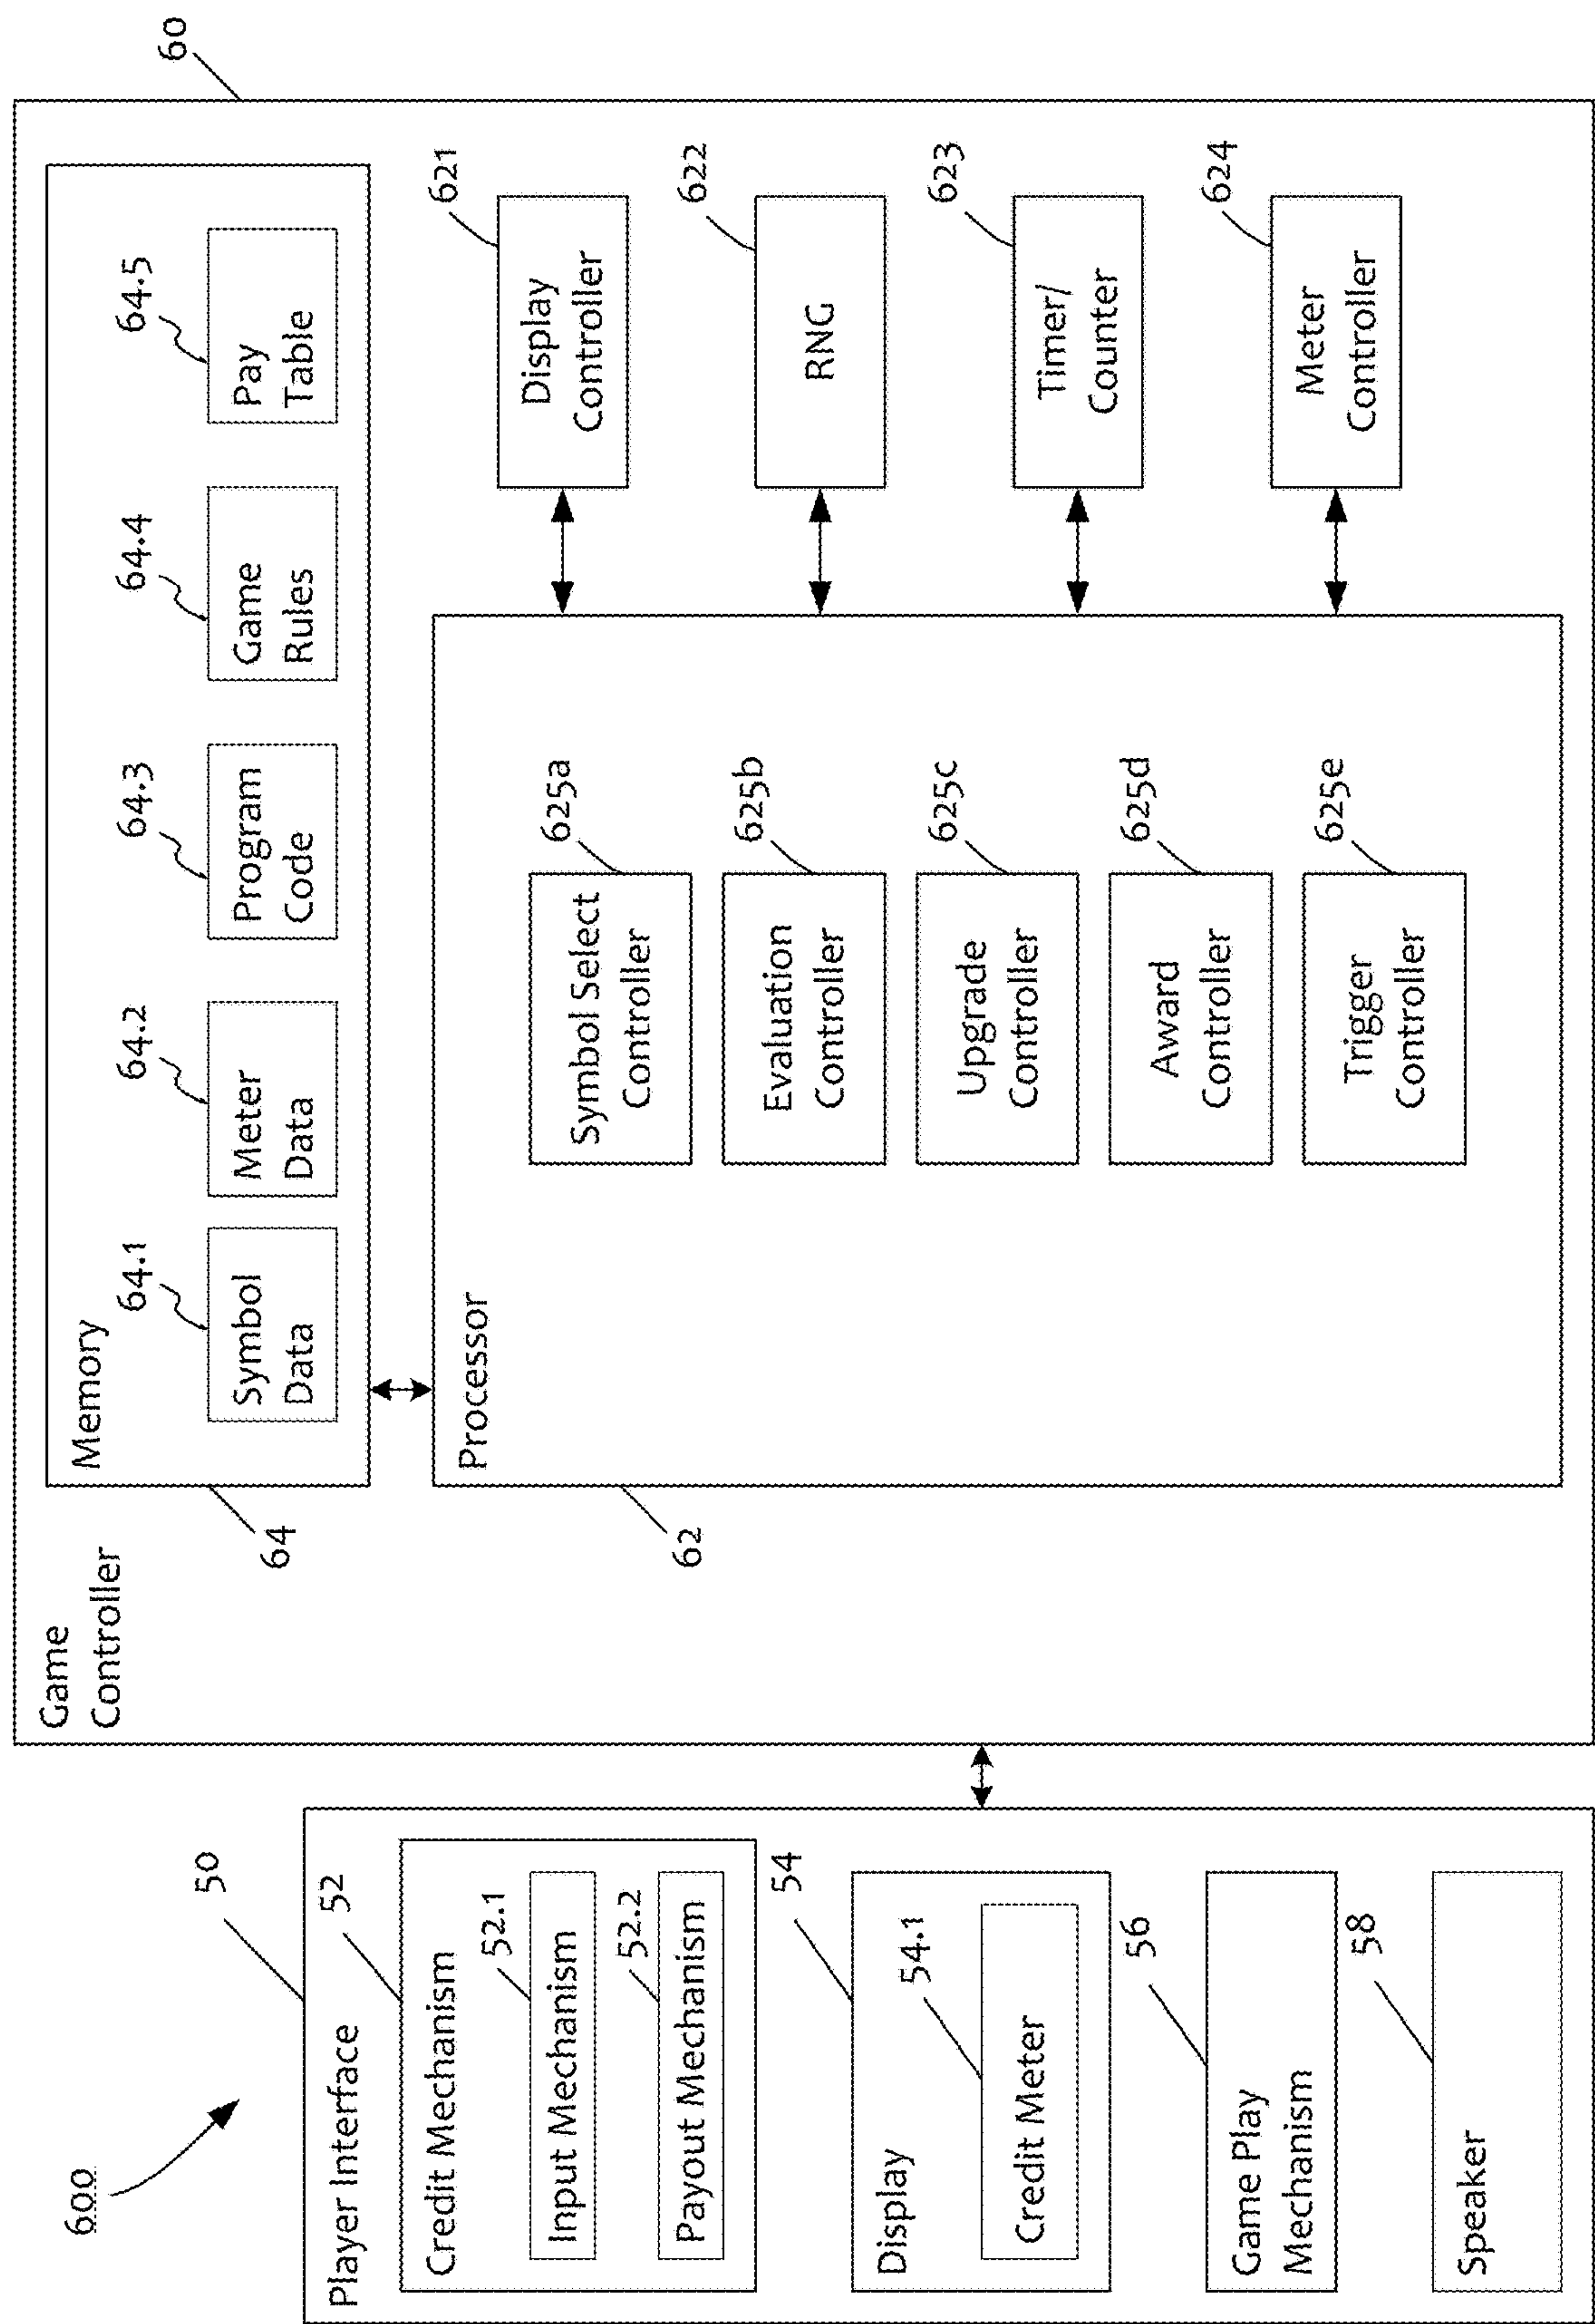 600
50
Player Interface
52
Credit Mechanism
52.1
Input Mechanism
52.2
Payout Mechanism
54
Display
54.1
Credit Meter
56
Game Play
Mechanism
58
Speaker
60
Game
Controller
64
Memory
64.1
Symbol
Data
64.2
Meter
Data
64.3
Program
Code
64.4
Game
Rules
64.5
Pay
Table
62
Processor
625a
Symbol Select
Controller
625b
Evaluation
Controller
625c
Upgrade
Controller
625d
Award
Controller
625e
Trigger
Controller
621
Display
Controller
622
RNG
623
Timer/
Counter
624
Meter
Controller